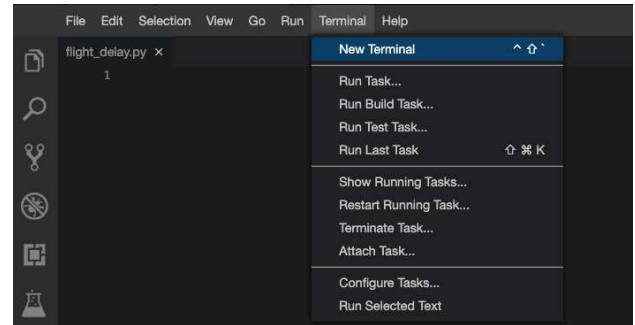 File Edit Selection View Go Run Terminal Help
flight_delay.py ×
1
New Terminal ^ ⇧ `
Run Task...
Run Build Task...
Run Test Task...
Run Last Task ⇧ ⌘ K
Show Running Tasks...
Restart Running Task...
Terminate Task...
Attach Task...
Configure Tasks...
Run Selected Text